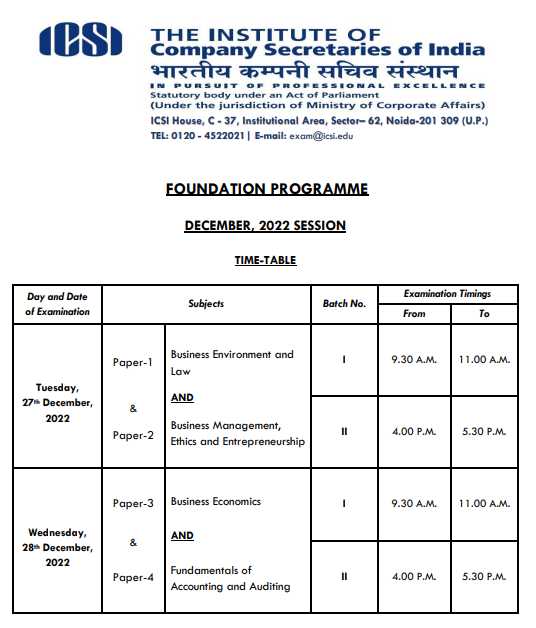 ICSI
THE INSTITUTE OF
Company Secretaries of India
भारतीय कम्पनी सचिव संस्थान
IN PURSUIT OF PROFESSIONAL EXCELLENCE
Statutory body under an Act of Parliament
(Under the jurisdiction of Ministry of Corporate Affairs)
ICSI House, C - 37, Institutional Area, Sector– 62, Noida-201 309 (U.P.)
TEL: 0120 - 4522021| E-mail: exam@icsi.edu
FOUNDATION PROGRAMME
DECEMBER, 2022 SESSION
TIME-TABLE
Day and Date
of Examination
Subjects
Batch No.
Examination Timings
From
To
Tuesday,
27th December,
2022
Paper-1
&
Paper-2
Business Environment and
Law
AND
Business Management,
Ethics and Entrepreneurship
I
9.30 A.M.
11.00 A.M.
II
4.00 P.M.
5.30 P.M.
Wednesday,
28th December,
2022
Paper-3
&
Paper-4
Business Economics
AND
Fundamentals of
Accounting and Auditing
I
9.30 A.M.
11.00 A.M.
II
4.00 P.M.
5.30 P.M.